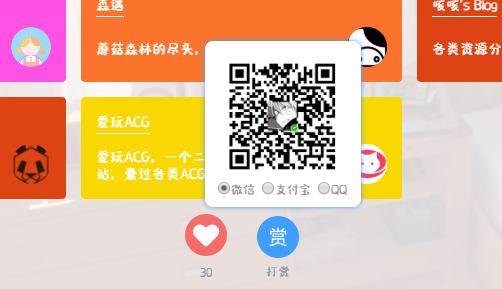 森遇
蘑菇森林的尽头,
咳咳's Blog
各类资源分
爱玩ACG
爱玩ACG，一个二
站，囊过各类ACG
微信 支付宝 QQ
赏
30
打赏